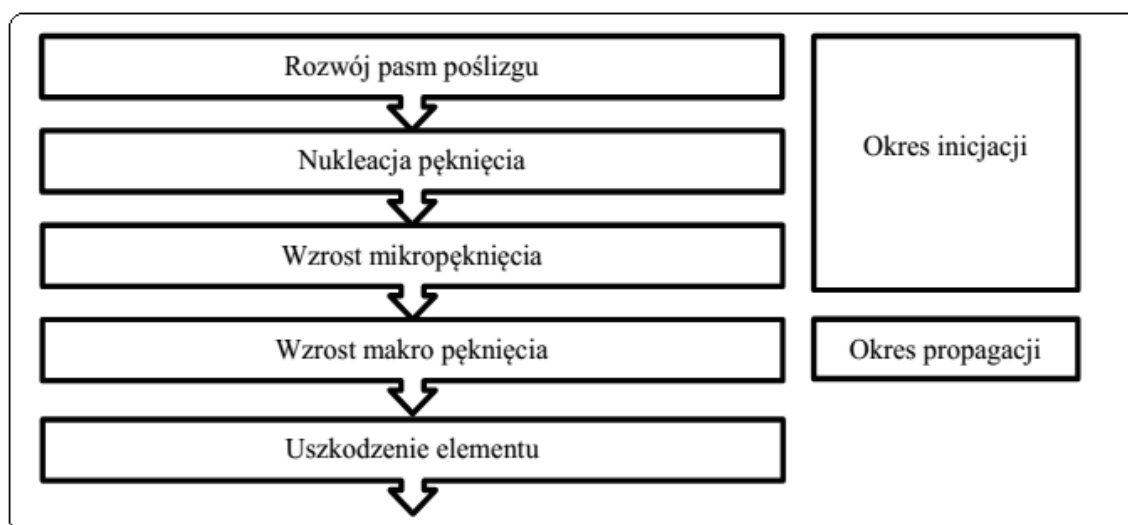 Rozwój pasm poślizgu
Nukleacja pęknięcia
Wzrost mikropęknięcia
Okres inicjacji
Wzrost makro pęknięcia
Okres propagacji
Uszkodzenie elementu